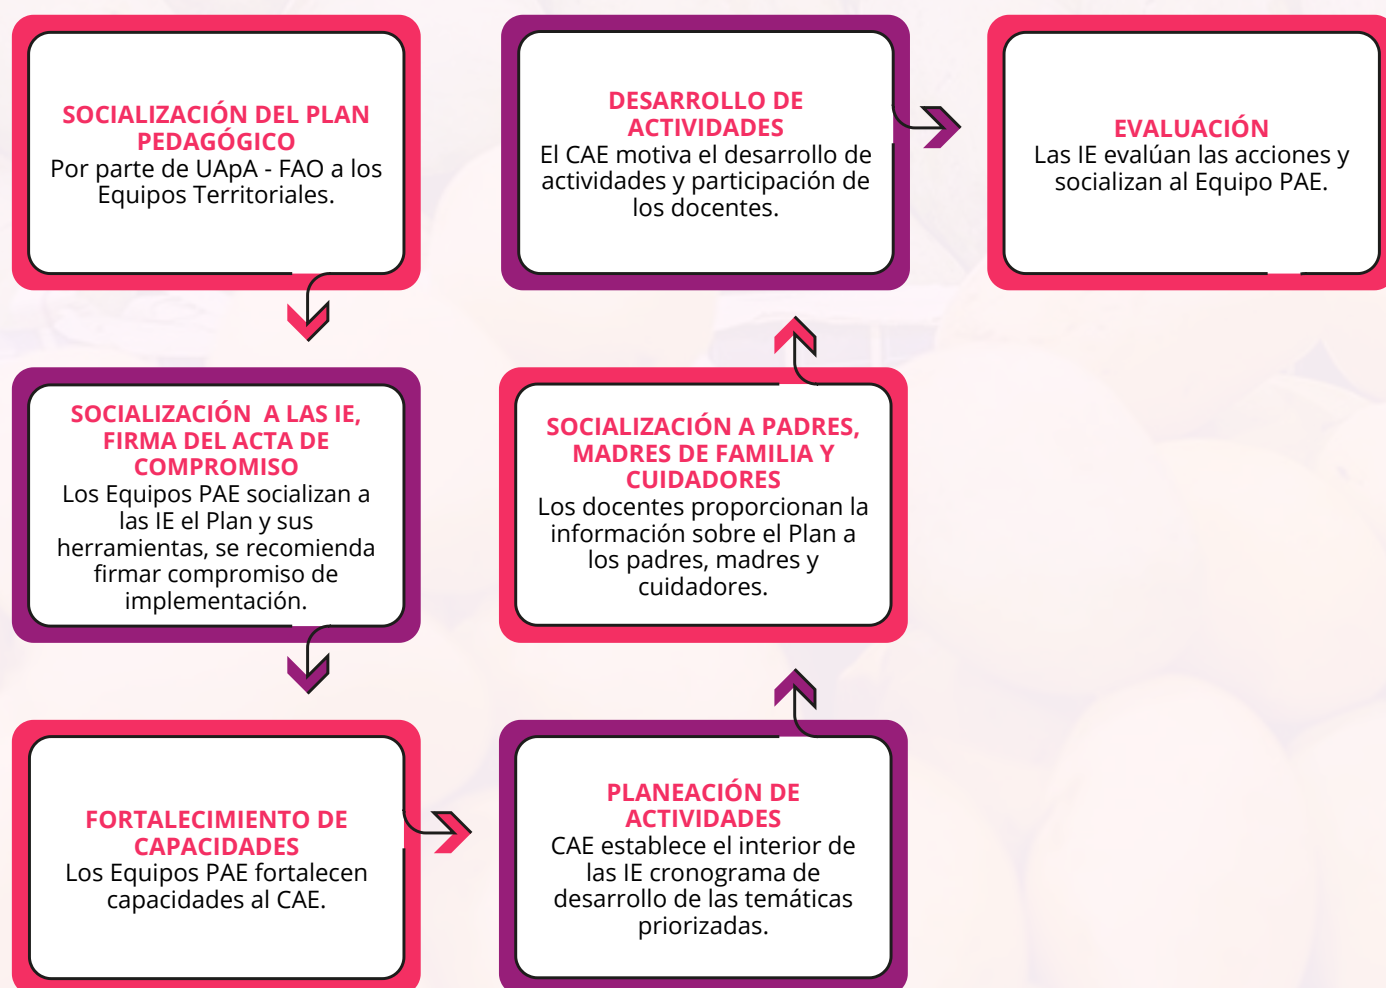 SOCIALIZACIÓN DEL PLAN
PEDAGÓGICO
Por parte de UApA - FAO a los
Equipos Territoriales.
SOCIALIZACIÓN A LAS IE,
FIRMA DEL ACTA DE
COMPROMISO
Los Equipos PAE socializan a
las IE el Plan y sus
herramientas, se recomienda
firmar compromiso de
implementación.
FORTALECIMIENTO DE
CAPACIDADES
Los Equipos PAE fortalecen
capacidades al CAE.
PLANEACIÓN DE
ACTIVIDADES
CAE establece el interior de
las IE cronograma de
desarrollo de las temáticas
priorizadas.
SOCIALIZACIÓN A PADRES,
MADRES DE FAMILIA Y
CUIDADORES
Los docentes proporcionan la
información sobre el Plan a
los padres, madres y
cuidadores.
DESARROLLO DE
ACTIVIDADES
El CAE motiva el desarrollo de
actividades y participación de
los docentes.
EVALUACIÓN
Las IE evalúan las acciones y
socializan al Equipo PAE.